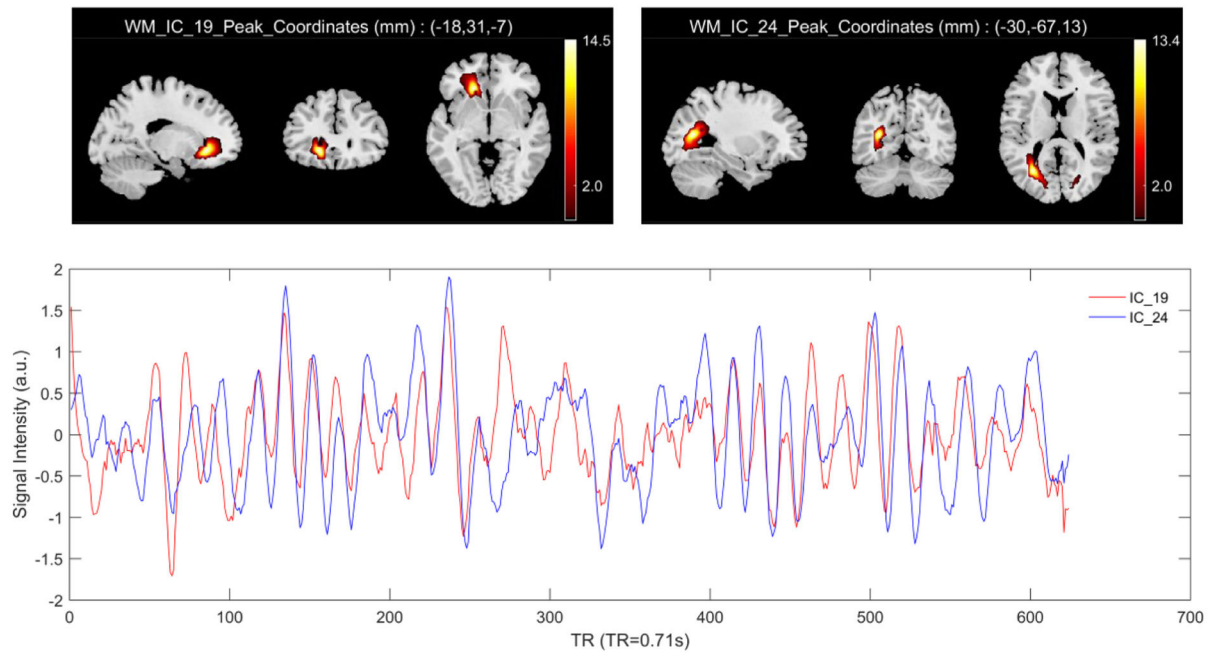 WM_IC_19_Peak_Coordinates (mm) : (-18,31,-7)
14.5
2.0
WM_IC_24_Peak_Coordinates (mm) : (-30,-67,13)
13.4
2.0
2
1.5
1
0.5
0
-0.5
-1
-1.5
-2
Signal Intensity (a.u.)
IC_19
IC_24
0 100 200 300 400 500 600 700
TR (TR=0.71s)